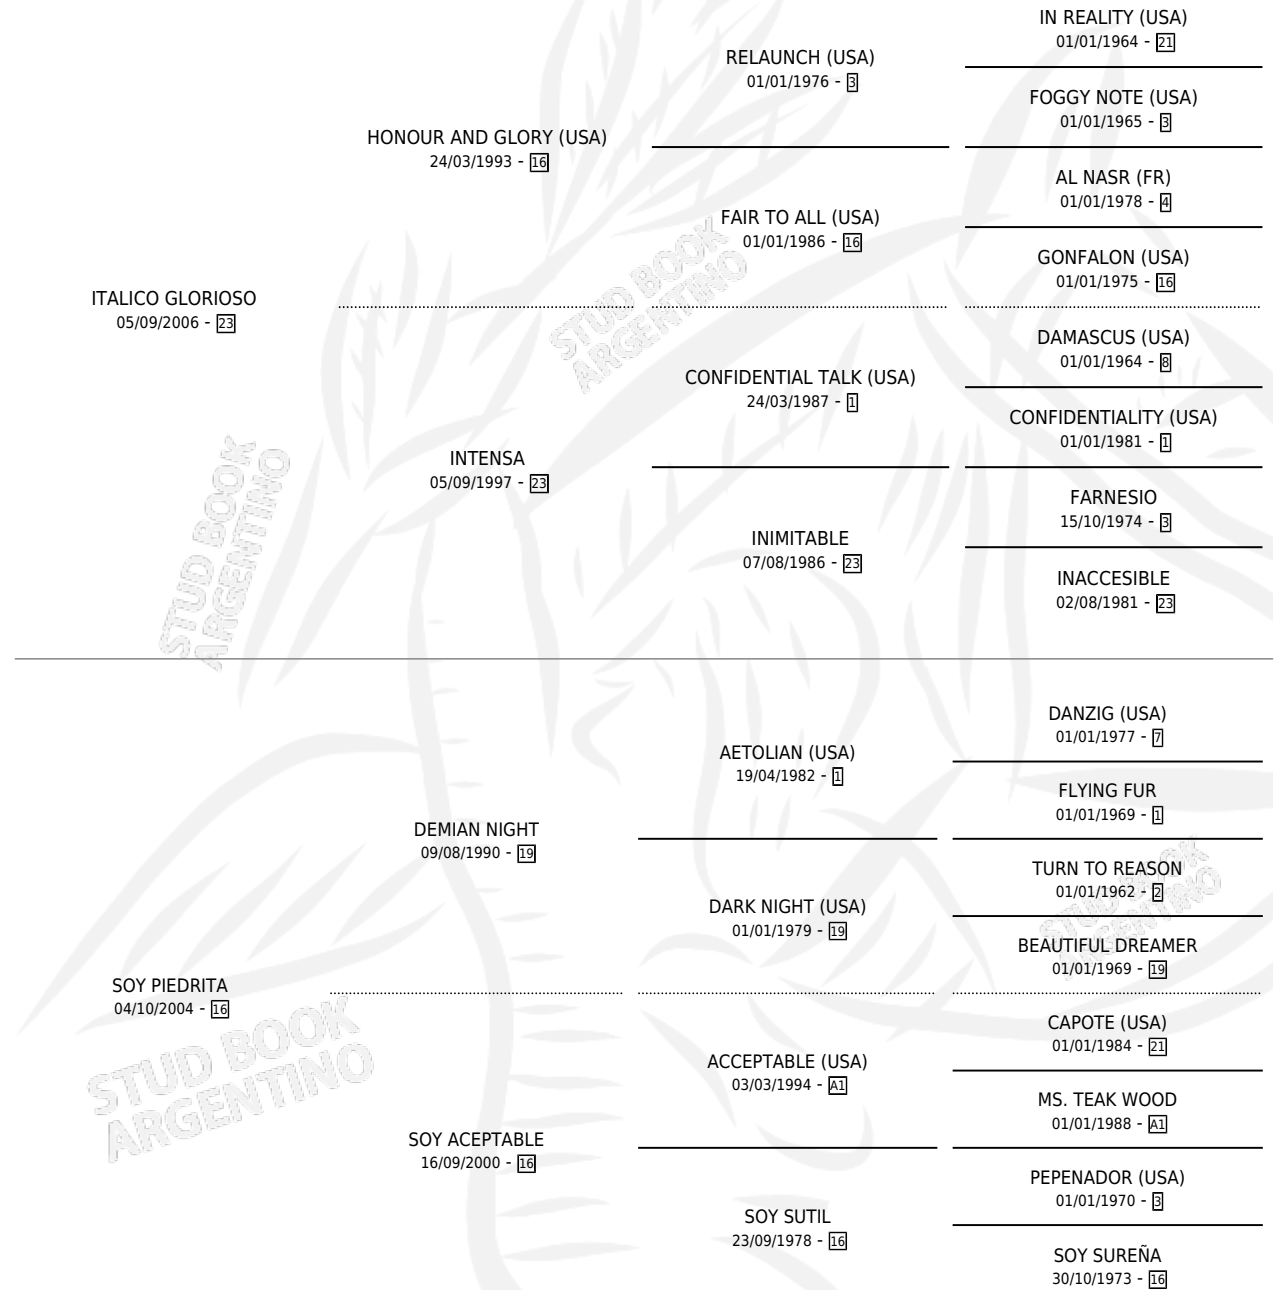 IN REALITY (USA)
01/01/1964 - 21
RELAUNCH (USA)
01/01/1976 - 3
FOGGY NOTE (USA)
01/01/1965 - 3
HONOUR AND GLORY (USA)
24/03/1993 - 16
AL NASR (FR)
01/01/1978 - 4
FAIR TO ALL (USA)
01/01/1986 - 16
GONFALON (USA)
01/01/1975 - 16
ITALICO GLORIOSO
05/09/2006 - 23
STUD BOOK
ARGENTINO
DAMASCUS (USA)
01/01/1964 - 8
CONFIDENTIAL TALK (USA)
24/03/1987 - 1
CONFIDENTIALITY (USA)
01/01/1981 - 1
INTENSA
05/09/1997 - 23
FARNESIO
15/10/1974 - 3
INIMITABLE
07/08/1986 - 23
INACCESIBLE
02/08/1981 - 23
STUD BOOK
ARGENTINO
DANZIG (USA)
01/01/1977 - 7
AETOLIAN (USA)
19/04/1982 - 1
FLYING FUR
01/01/1969 - 1
DEMIAN NIGHT
09/08/1990 - 19
TURN TO REASON
01/01/1962 - 2
DARK NIGHT (USA)
01/01/1979 - 19
BEAUTIFUL DREAMER
01/01/1969 - 19
STUD BOOK
ARGENTINO
SOY PIEDRITA
04/10/2004 - 16
CAPOTE (USA)
01/01/1984 - 21
ACCEPTABLE (USA)
03/03/1994 - A1
MS. TEAK WOOD
01/01/1988 - A1
STUD BOOK
ARGENTINO
SOY ACEPTABLE
16/09/2000 - 16
PEPENADOR (USA)
01/01/1970 - 3
SOY SUTIL
23/09/1978 - 16
SOY SUREÑA
30/10/1973 - 16